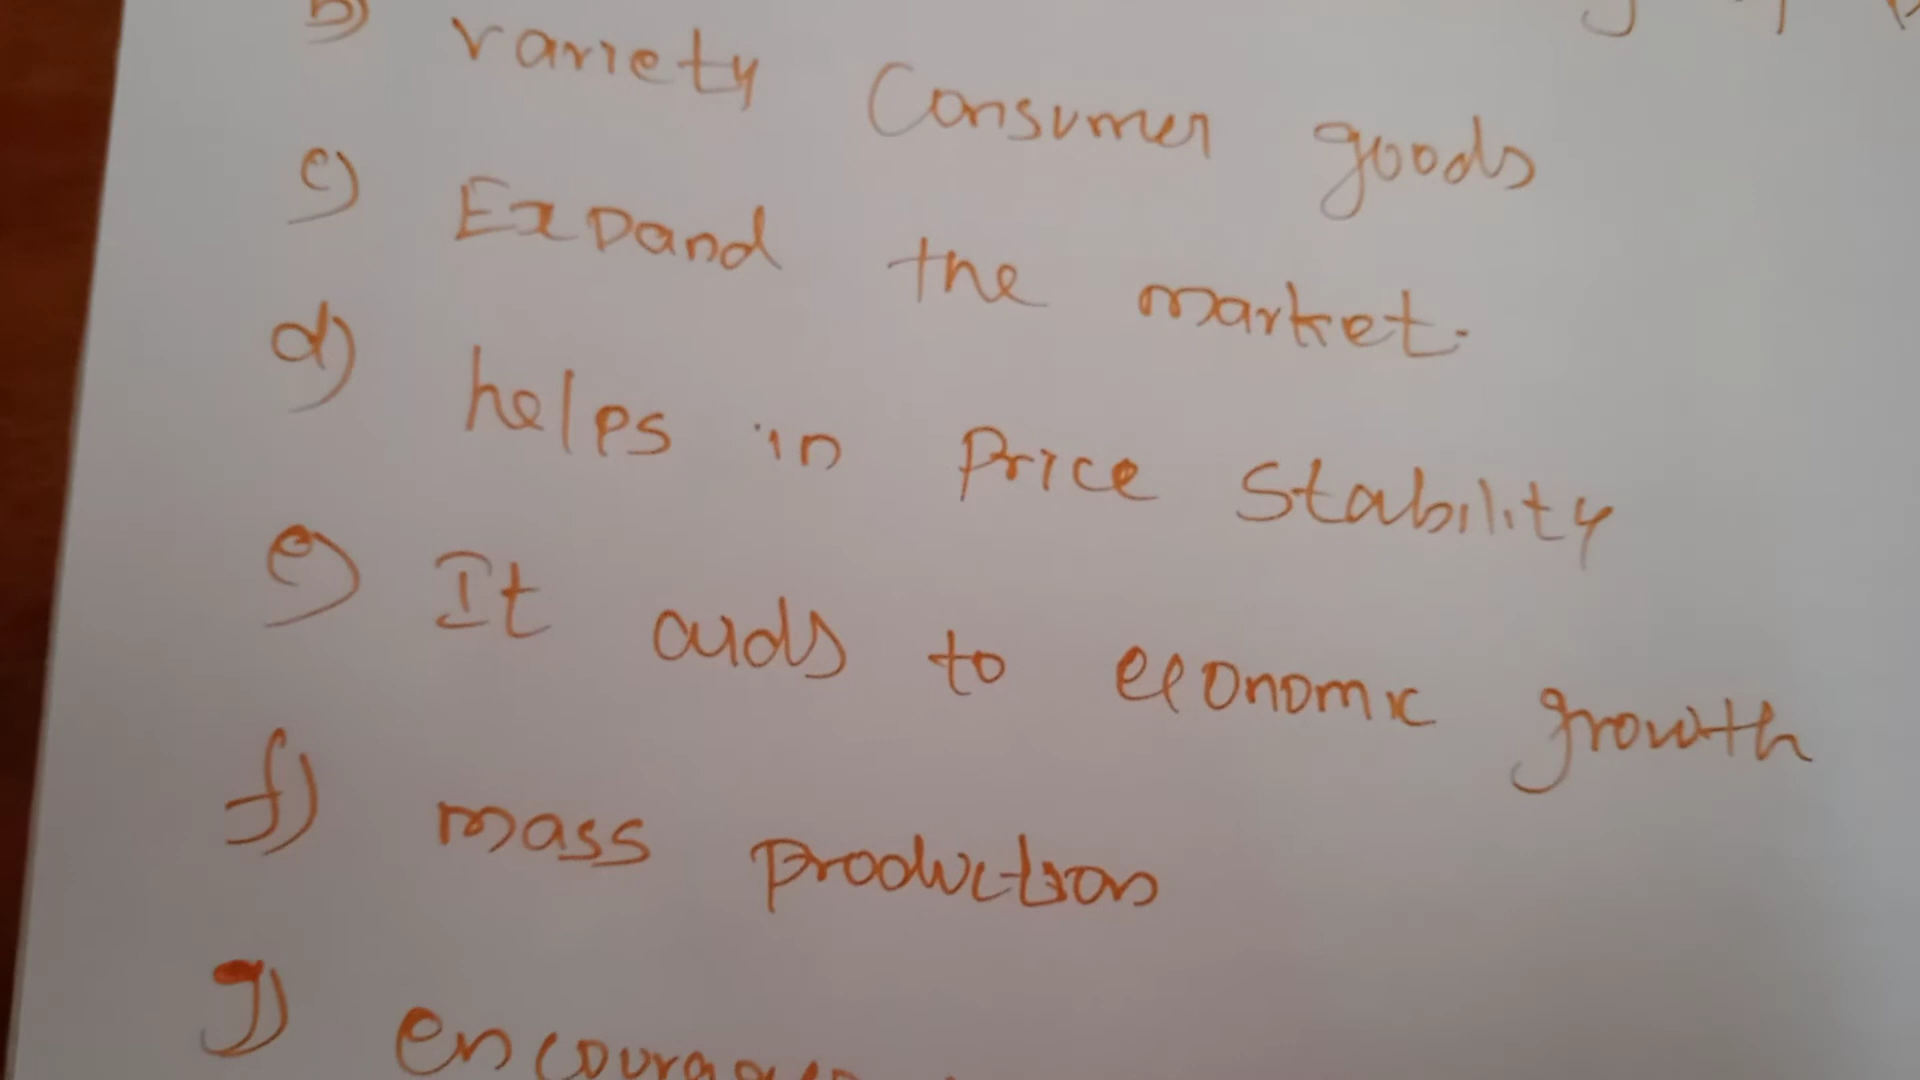 b) variety Consumer goods
c) Expand the market.
d) helps in Price Stability
e) It aids to economic growth
f) mass production
g)